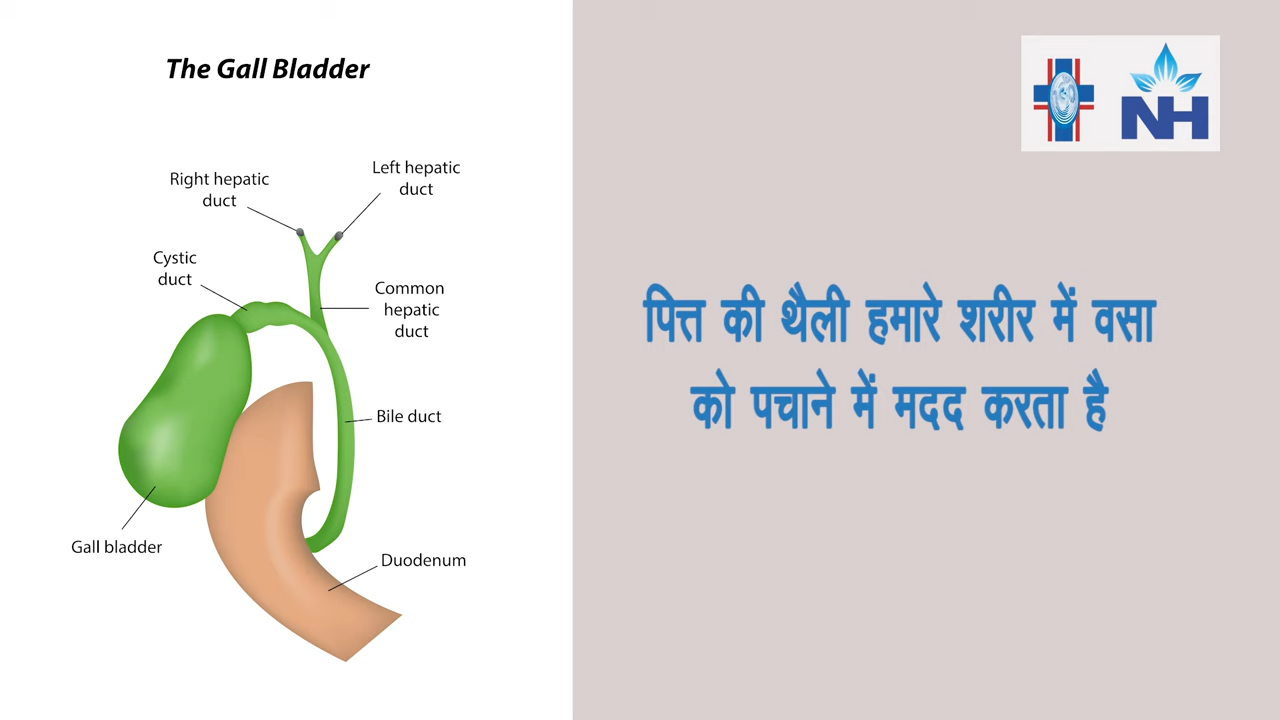 The Gall Bladder
Left hepatic
duct
Right hepatic
duct
Cystic
duct
Common
hepatic
duct
Bile duct
Gall bladder
Duodenum
NH
पित्त की थैली हमारे शरीर में वसा
को पचाने में मदद करता है